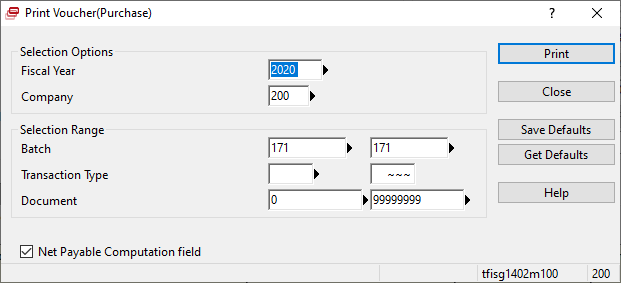 Print Voucher(Purchase) ?
Selection Options
Fiscal Year 2020
Company 200
Selection Range
Batch 171 171
Transaction Type ~~~
Document 0 99999999
Net Payable Computation field
Print
Close
Save Defaults
Get Defaults
Help
tfisg1402m100 200